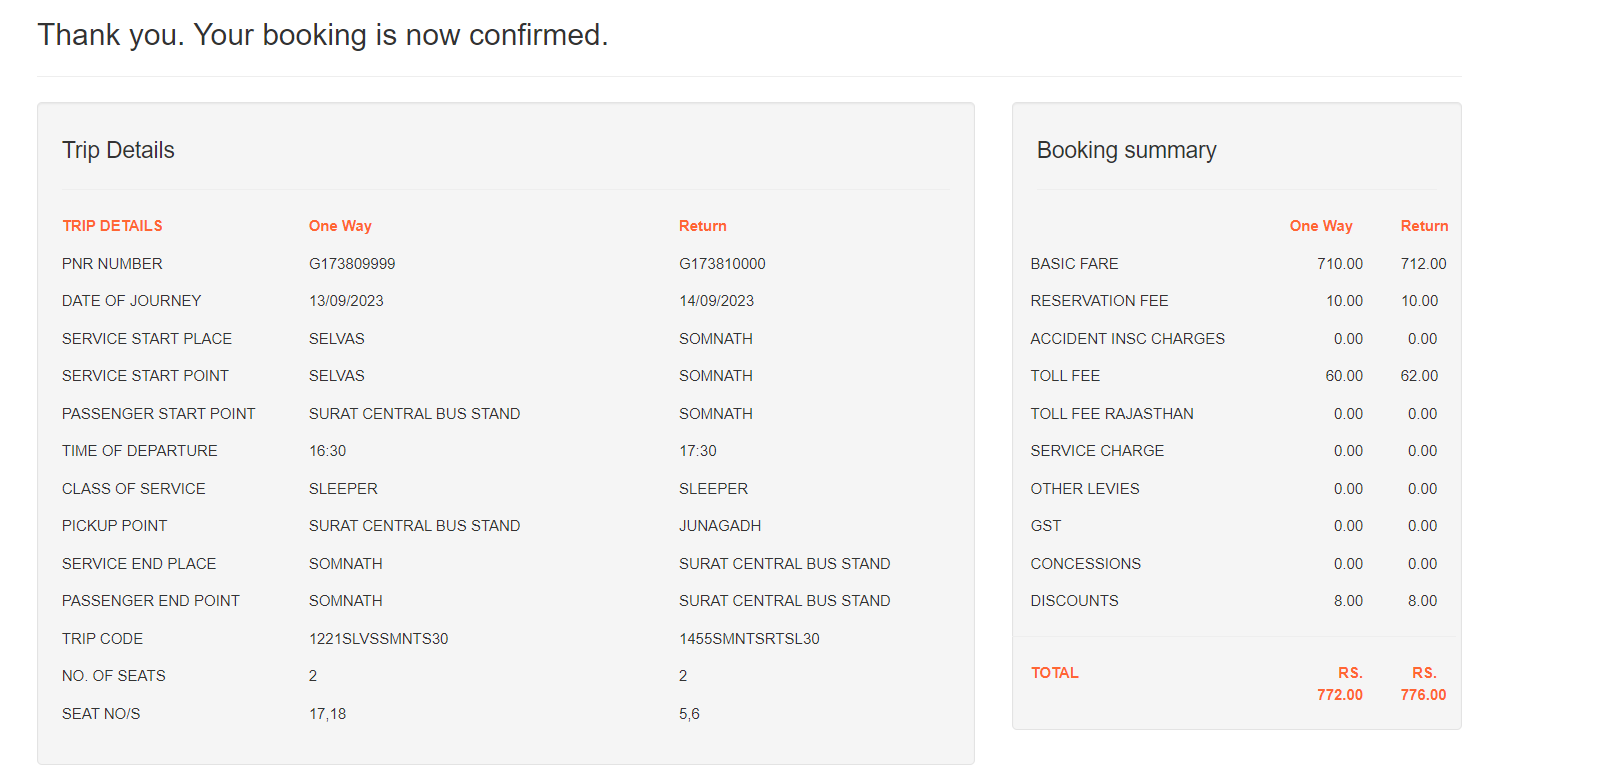 Thank you. Your booking is now confirmed.
Trip Details
TRIP DETAILS One Way Return
PNR NUMBER G173809999 G173810000
DATE OF JOURNEY 13/09/2023 14/09/2023
SERVICE START PLACE SELVAS SOMNATH
SERVICE START POINT SELVAS SOMNATH
PASSENGER START POINT SURAT CENTRAL BUS STAND SOMNATH
TIME OF DEPARTURE 16:30 17:30
CLASS OF SERVICE SLEEPER SLEEPER
PICKUP POINT SURAT CENTRAL BUS STAND JUNAGADH
SERVICE END PLACE SOMNATH SURAT CENTRAL BUS STAND
PASSENGER END POINT SOMNATH SURAT CENTRAL BUS STAND
TRIP CODE 1221SLVSSMNTS30 1455SMNTSRTSL30
NO. OF SEATS 2 2
SEAT NO/S 17,18 5,6
Booking summary
One Way Return
BASIC FARE 710.00 712.00
RESERVATION FEE 10.00 10.00
ACCIDENT INSC CHARGES 0.00 0.00
TOLL FEE 60.00 62.00
TOLL FEE RAJASTHAN 0.00 0.00
SERVICE CHARGE 0.00 0.00
OTHER LEVIES 0.00 0.00
GST 0.00 0.00
CONCESSIONS 0.00 0.00
DISCOUNTS 8.00 8.00
TOTAL RS. RS.
772.00 776.00